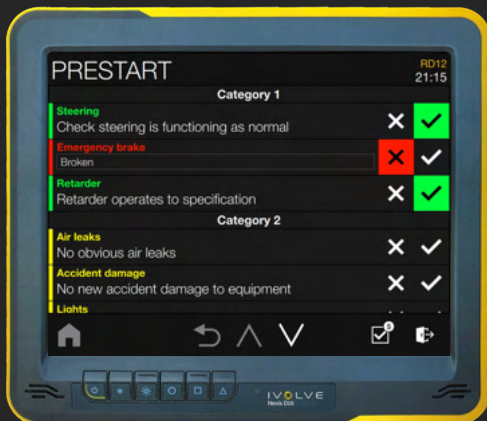 PRESTART
RD12
21:15
Category 1
Steering
Check steering is functioning as normal
Emergency brake
Broken
Retarder
Retarder operates to specification
Category 2
Air leaks
No obvious air leaks
Accident damage
No new accident damage to equipment
Lights
IVOLVE